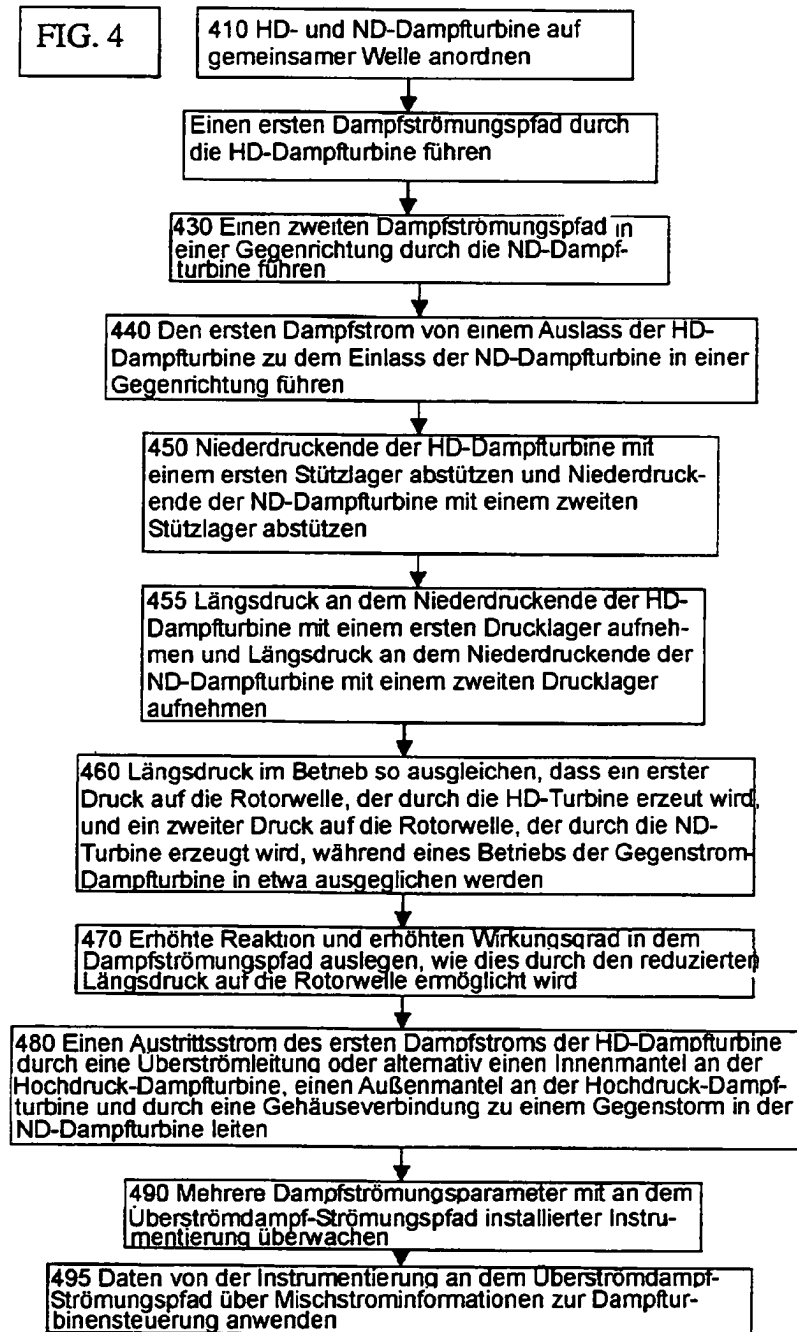 FIG. 4
410 HD- und ND-Dampfturbine auf
gemeinsamer Welle anordnen
Einen ersten Dampfströmungspfad durch
die HD-Dampfturbine führen
430 Einen zweiten Dampfströmungspfad in
einer Gegenrichtung durch die ND-Dampf-
turbine führen
440 Den ersten Dampfstrom von einem Auslass der HD-
Dampfturbine zu dem Einlass der ND-Dampfturbine in einer
Gegenrichtung führen
450 Niederdruckende der HD-Dampfturbine mit
einem ersten Stützlager abstützen und Niederdruck-
ende der ND-Dampfturbine mit einem zweiten
Stützlager abstützen
455 Längsdruck an dem Niederdruckende der HD-
Dampfturbine mit einem ersten Drucklager aufneh-
men und Längsdruck an dem Niederdruckende der
ND-Dampfturbine mit einem zweiten Drucklager
aufnehmen
460 Längsdruck im Betrieb so ausgleichen, dass ein erster
Druck auf die Rotorwelle, der durch die HD-Turbine erzeut wird,
und ein zweiter Druck auf die Rotorwelle, der durch die ND-
Turbine erzeugt wird, während eines Betriebs der Gegenstrom-
Dampfturbine in etwa ausgeglichen werden
470 Erhöhte Reaktion und erhöhten Wirkungsgrad in dem
Dampfströmungspfad auslegen, wie dies durch den reduzierten
Längsdruck auf die Rotorwelle ermöglicht wird
480 Einen Austrittsstrom des ersten Dampfstroms der HD-Dampfturbine
durch eine Überströmleitung oder alternativ einen Innenmantel an der
Hochdruck-Dampfturbine, einen Außenmantel an der Hochdruck-Dampf-
turbine und durch eine Gehäuseverbindung zu einem Gegenstorm in der
ND-Dampfturbine leiten
490 Mehrere Dampfströmungsparameter mit an dem
Überströmdampf-Strömungspfad installierter Instru-
mentierung überwachen
495 Daten von der Instrumentierung an dem Überströmdampf-
Strömungspfad über Mischstrominformationen zur Dampftur-
binensteuerung anwenden